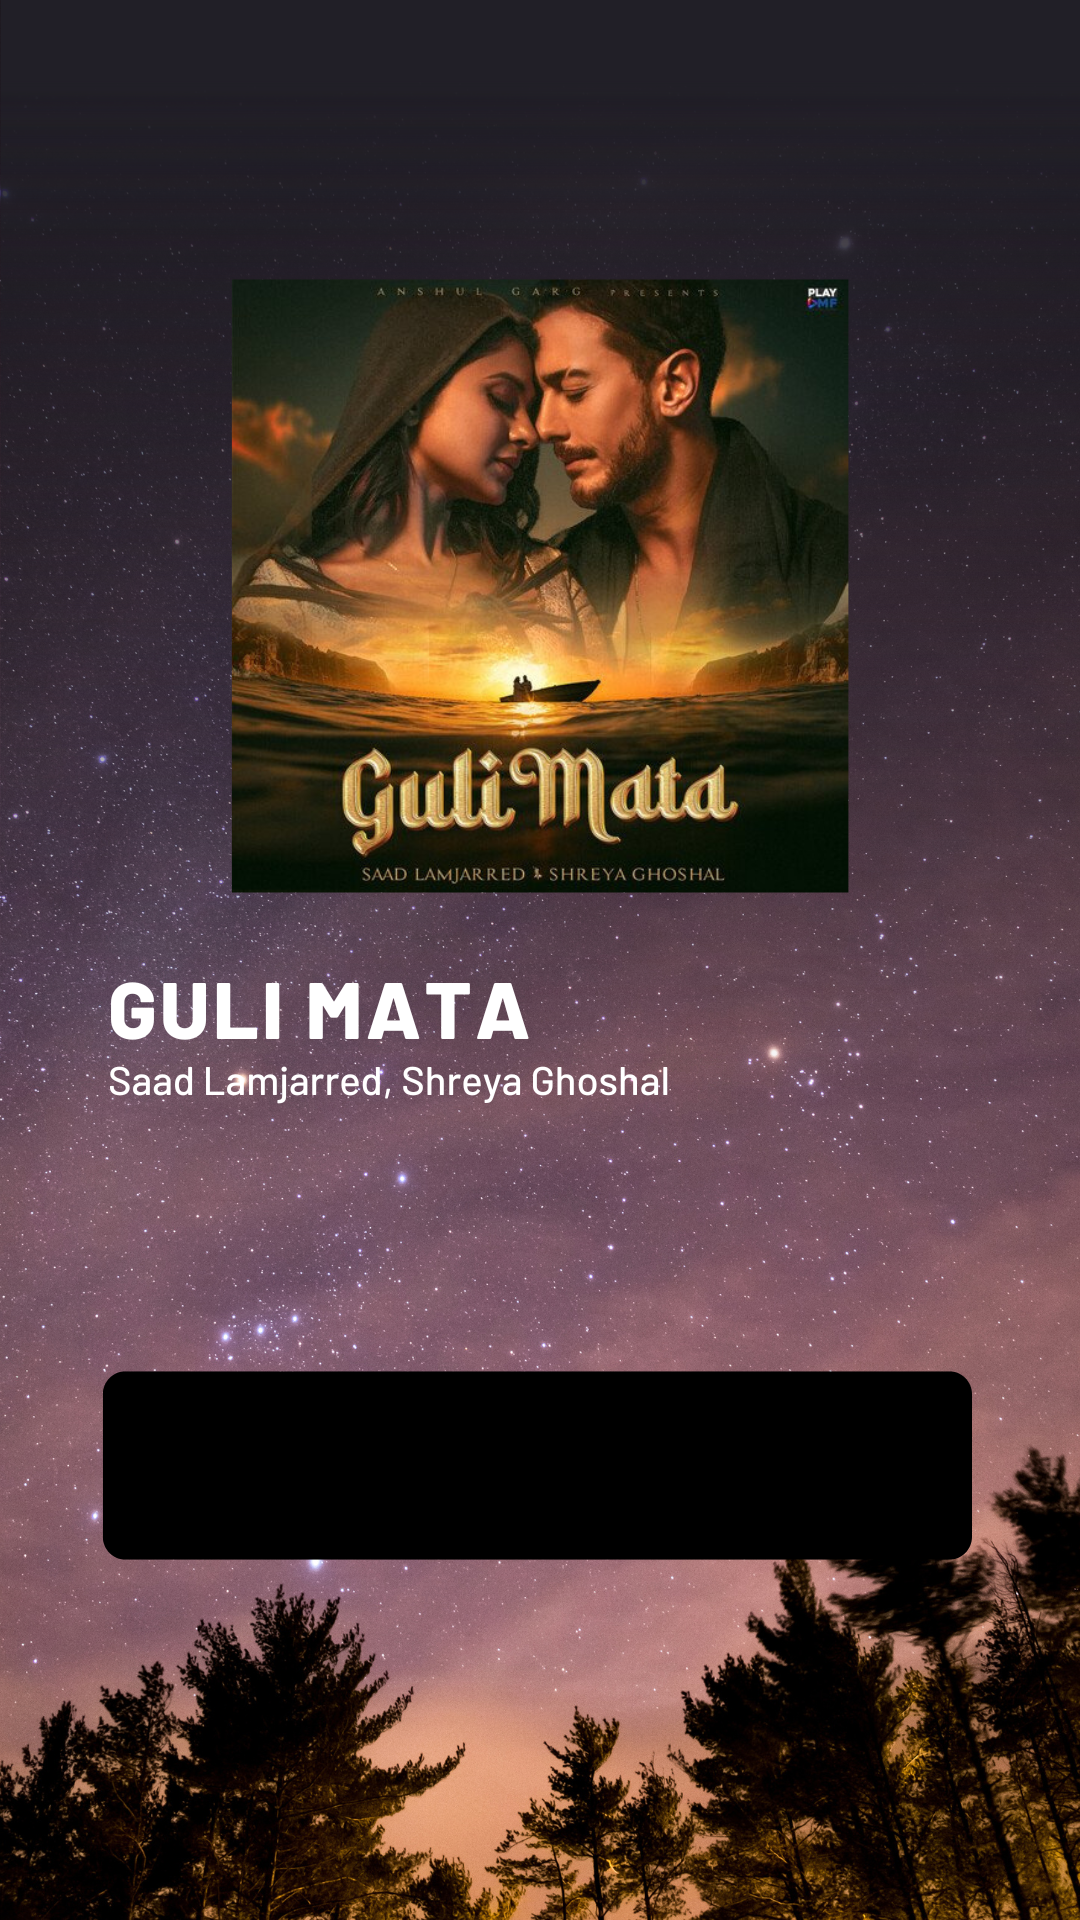 ANSHUL GARG PRESENTS
PLAY
DMF
Guli Mata
SAAD LAMJARRED SHREYA GHOSHAL
GULI MATA
Saad Lamjarred, Shreya Ghoshal